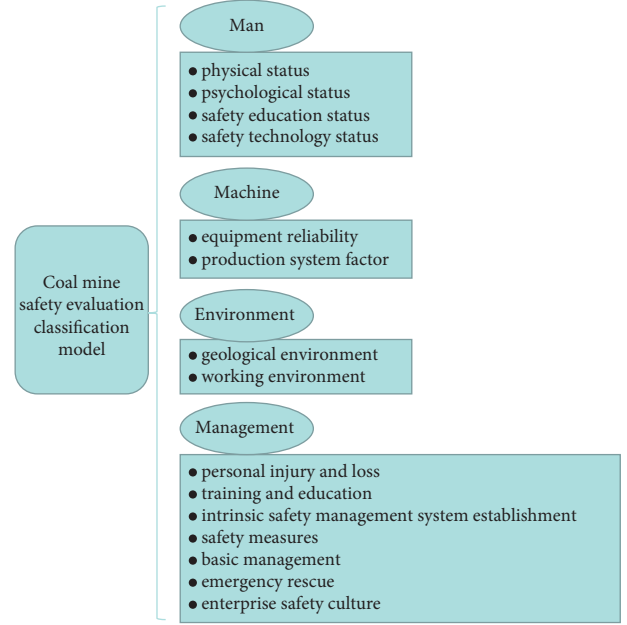 Coal mine
safety evaluation
classification
model
Man
● physical status
● psychological status
● safety education status
● safety technology status
Machine
● equipment reliability
● production system factor
Environment
● geological environment
● working environment
Management
● personal injury and loss
● training and education
● intrinsic safety management system establishment
● safety measures
● basic management
● emergency rescue
● enterprise safety culture